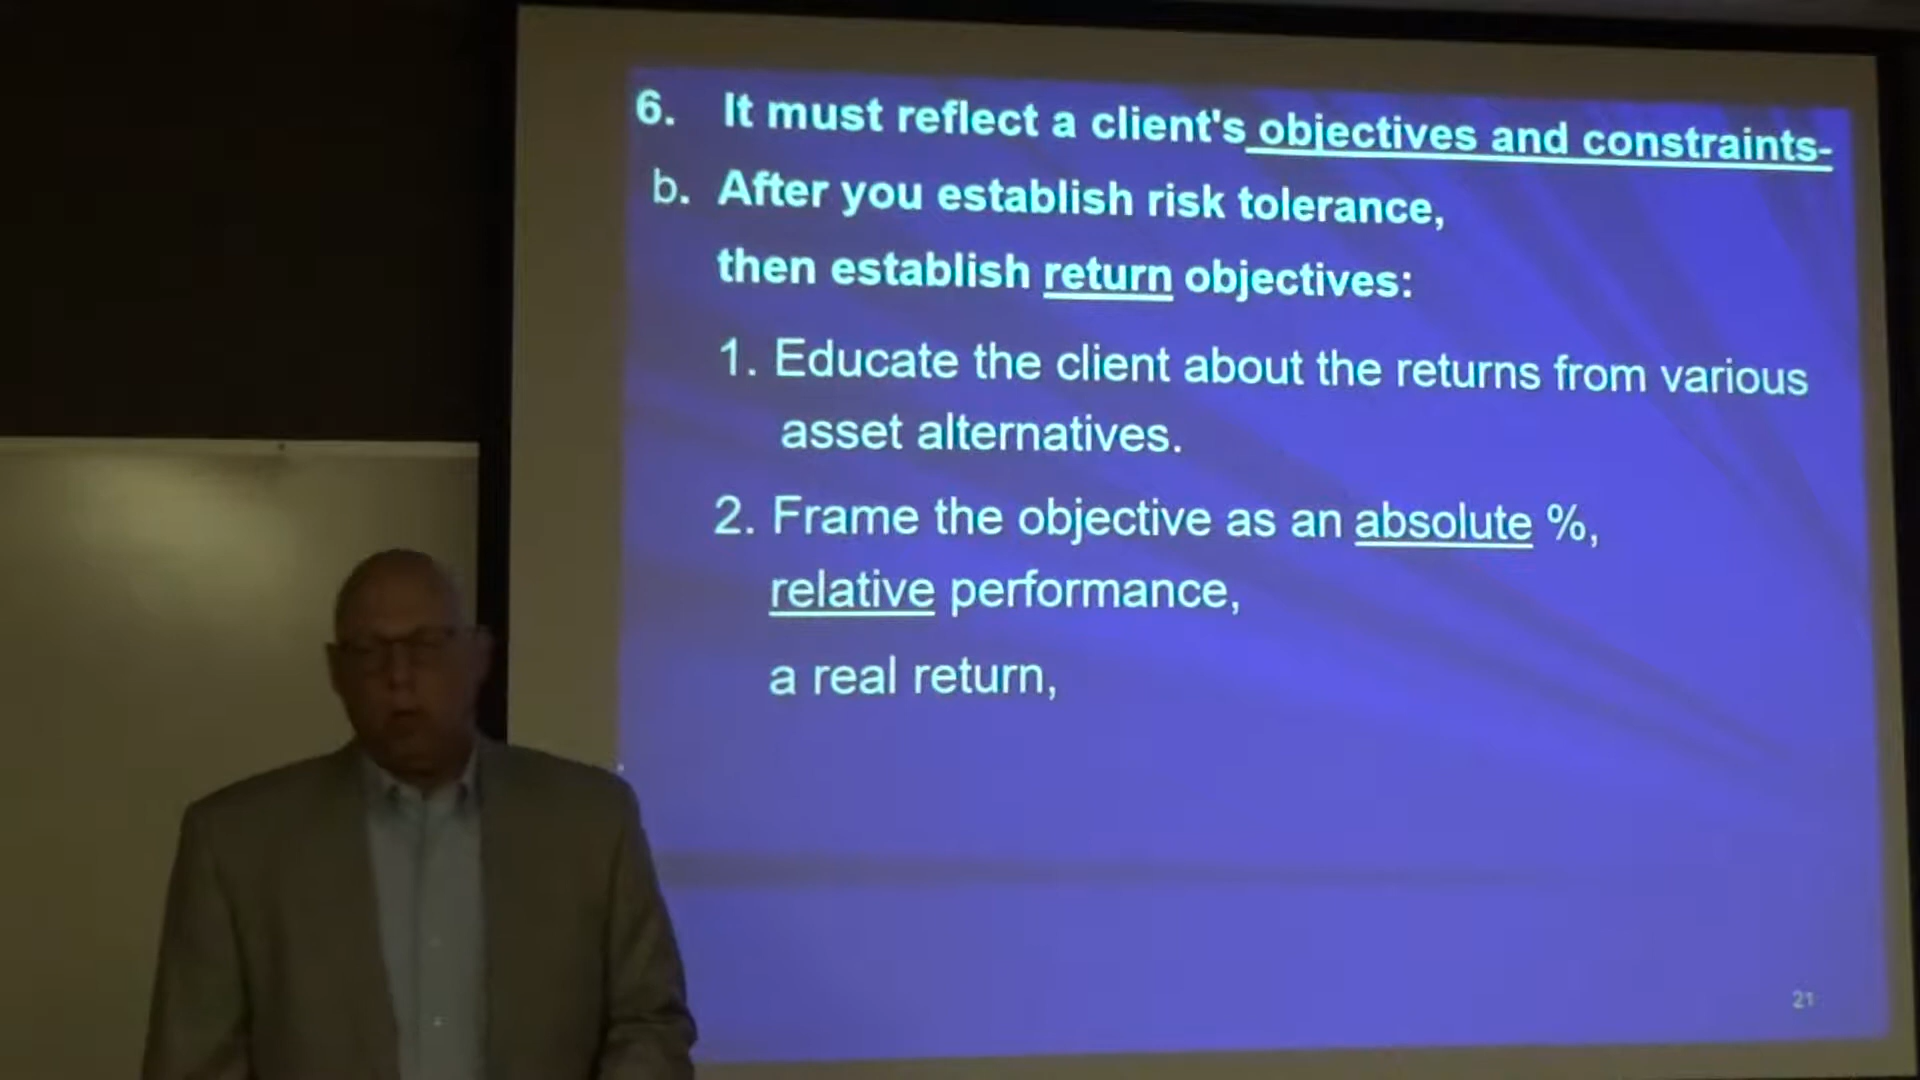 6. It must reflect a client's objectives and constraints-
b. After you establish risk tolerance,
then establish return objectives:
1. Educate the client about the returns from various
asset alternatives.
2. Frame the objective as an absolute %,
relative performance,
a real return,
21